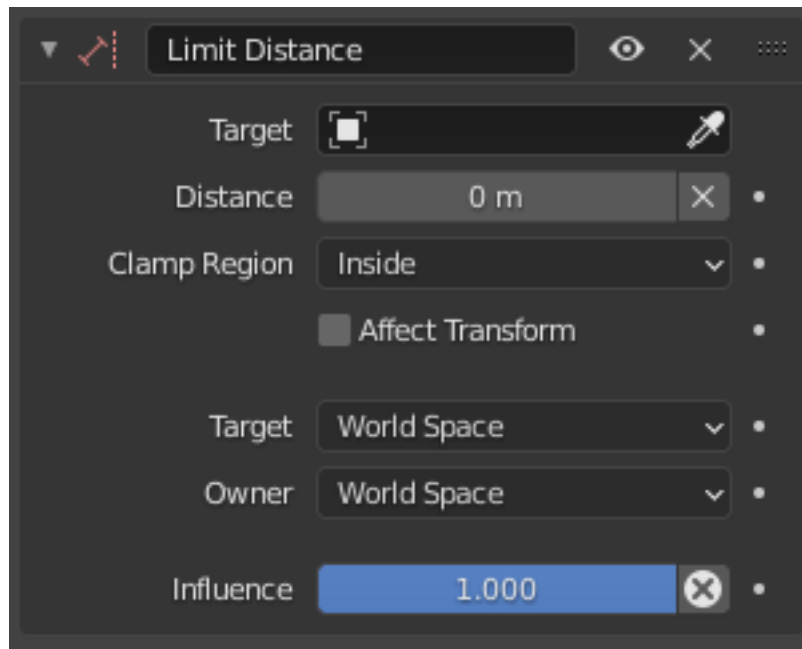 Limit Distance
Target
Distance 0 m
Clamp Region Inside
Affect Transform
Target World Space
Owner World Space
Influence 1.000